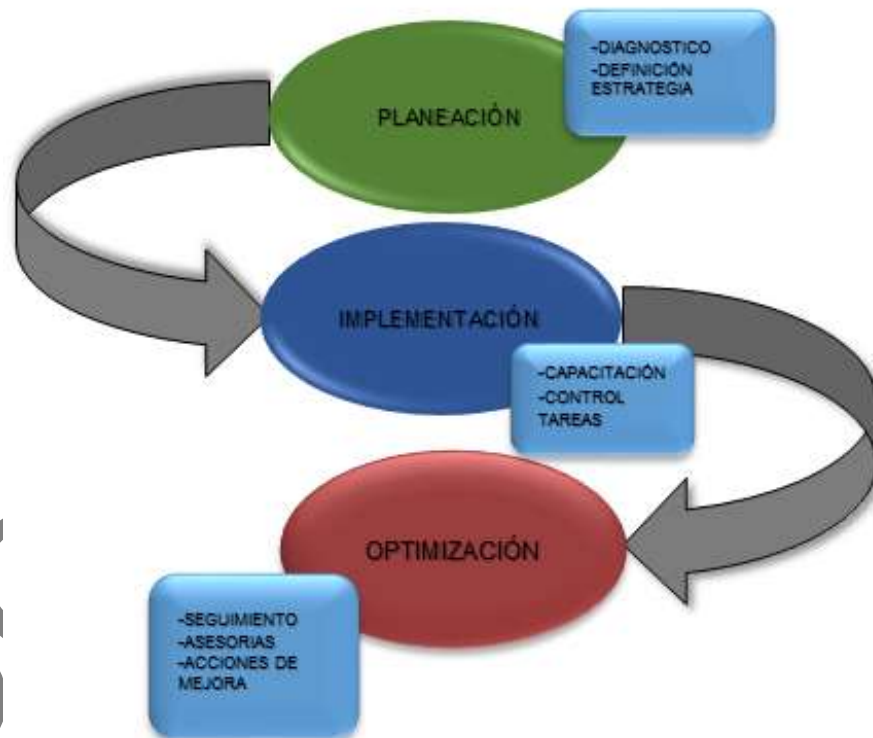 -DIAGNOSTICO
-DEFINICIÓN
ESTRATEGIA
PLANEACIÓN
IMPLEMENTACIÓN
-CAPACITACIÓN
-CONTROL
TAREAS
OPTIMIZACIÓN
-SEGUIMIENTO
-ASESORIAS
-ACCIONES DE
MEJORA